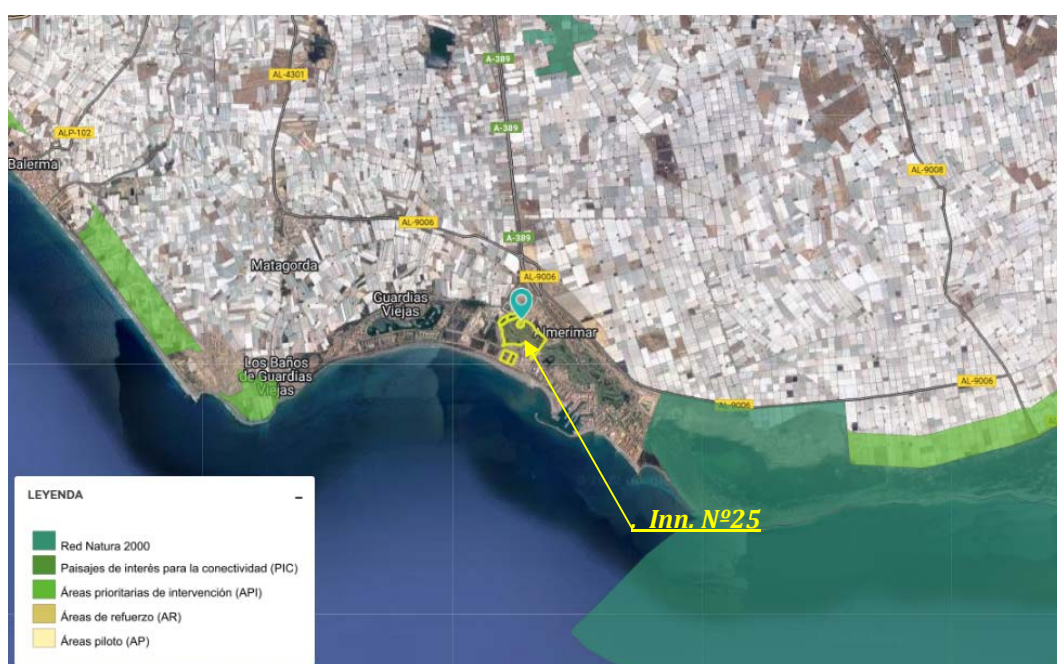 A-389
AL-4301
A-389
ALP-102
Balerma
AL-9008
AL-9006
A-389
Matagorda
AL-9006
Guardias
Viejas
Almerimar
Los Baños
de Guardias
Viejas
AL-9006
AL-9006
. Inn. Nº25
LEYENDA
Red Natura 2000
Paisajes de interés para la conectividad (PIC)
Áreas prioritarias de intervención (API)
Áreas de refuerzo (AR)
Áreas piloto (AP)